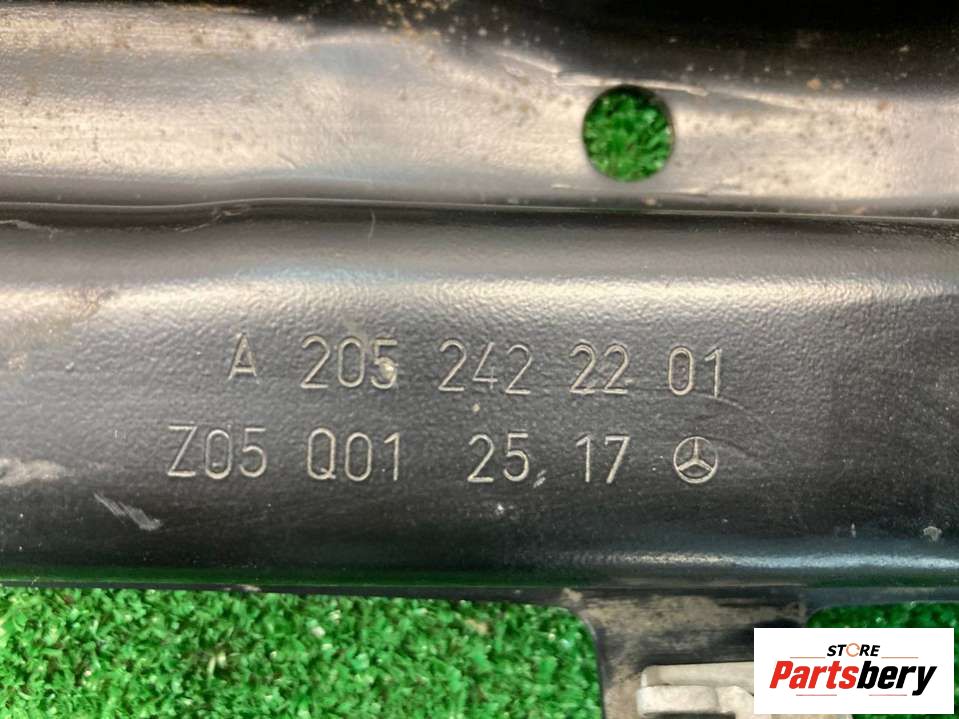 A 205 242 22 01
Z05 Q01 25, 17
STORE
Partsbery